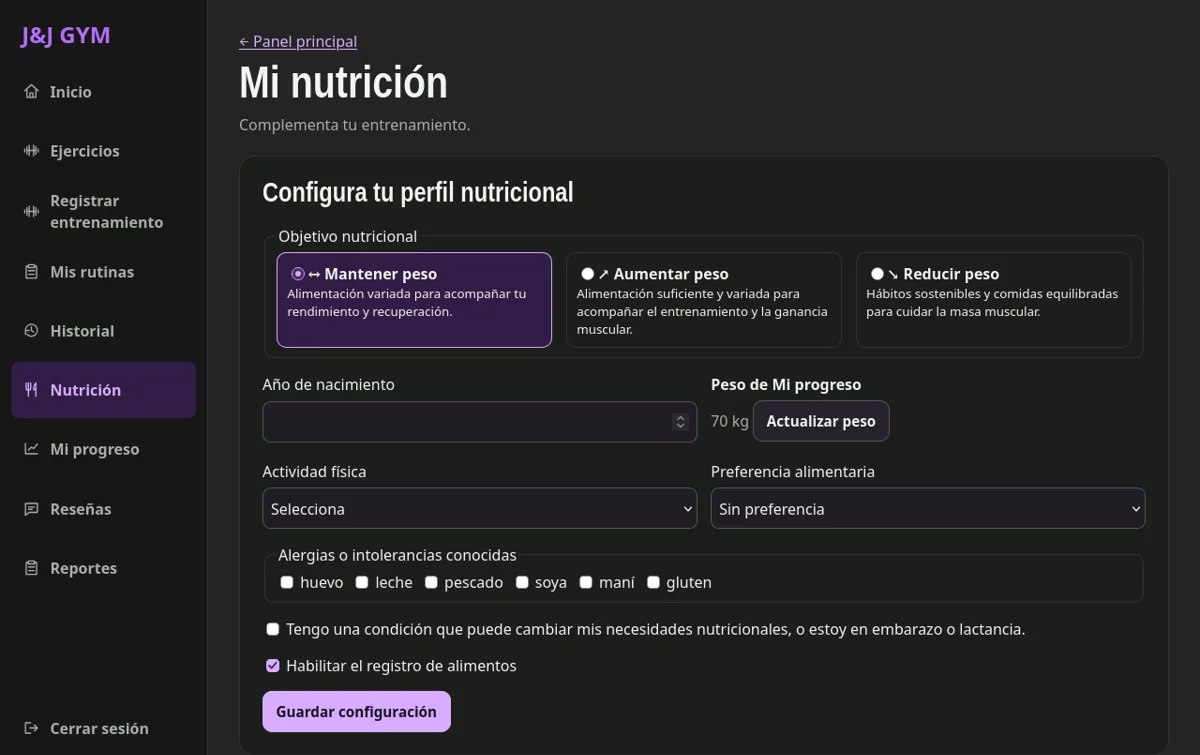 J&J GYM
Inicio
Ejercicios
Registrar
entrenamiento
Mis rutinas
Historial
Nutrición
Mi progreso
Reseñas
Reportes
Cerrar sesión
← Panel principal
Mi nutrición
Complementa tu entrenamiento.
Configura tu perfil nutricional
Objetivo nutricional
↔ Mantener peso
Alimentación variada para acompañar tu
rendimiento y recuperación.
↗ Aumentar peso
Alimentación suficiente y variada para
acompañar el entrenamiento y la ganancia
muscular.
↘ Reducir peso
Hábitos sostenibles y comidas equilibradas
para cuidar la masa muscular.
Año de nacimiento
Peso de Mi progreso
70 kg Actualizar peso
Actividad física
Selecciona
Preferencia alimentaria
Sin preferencia
Alergias o intolerancias conocidas
huevo leche pescado soya maní gluten
Tengo una condición que puede cambiar mis necesidades nutricionales, o estoy en embarazo o lactancia.
Habilitar el registro de alimentos
Guardar configuración